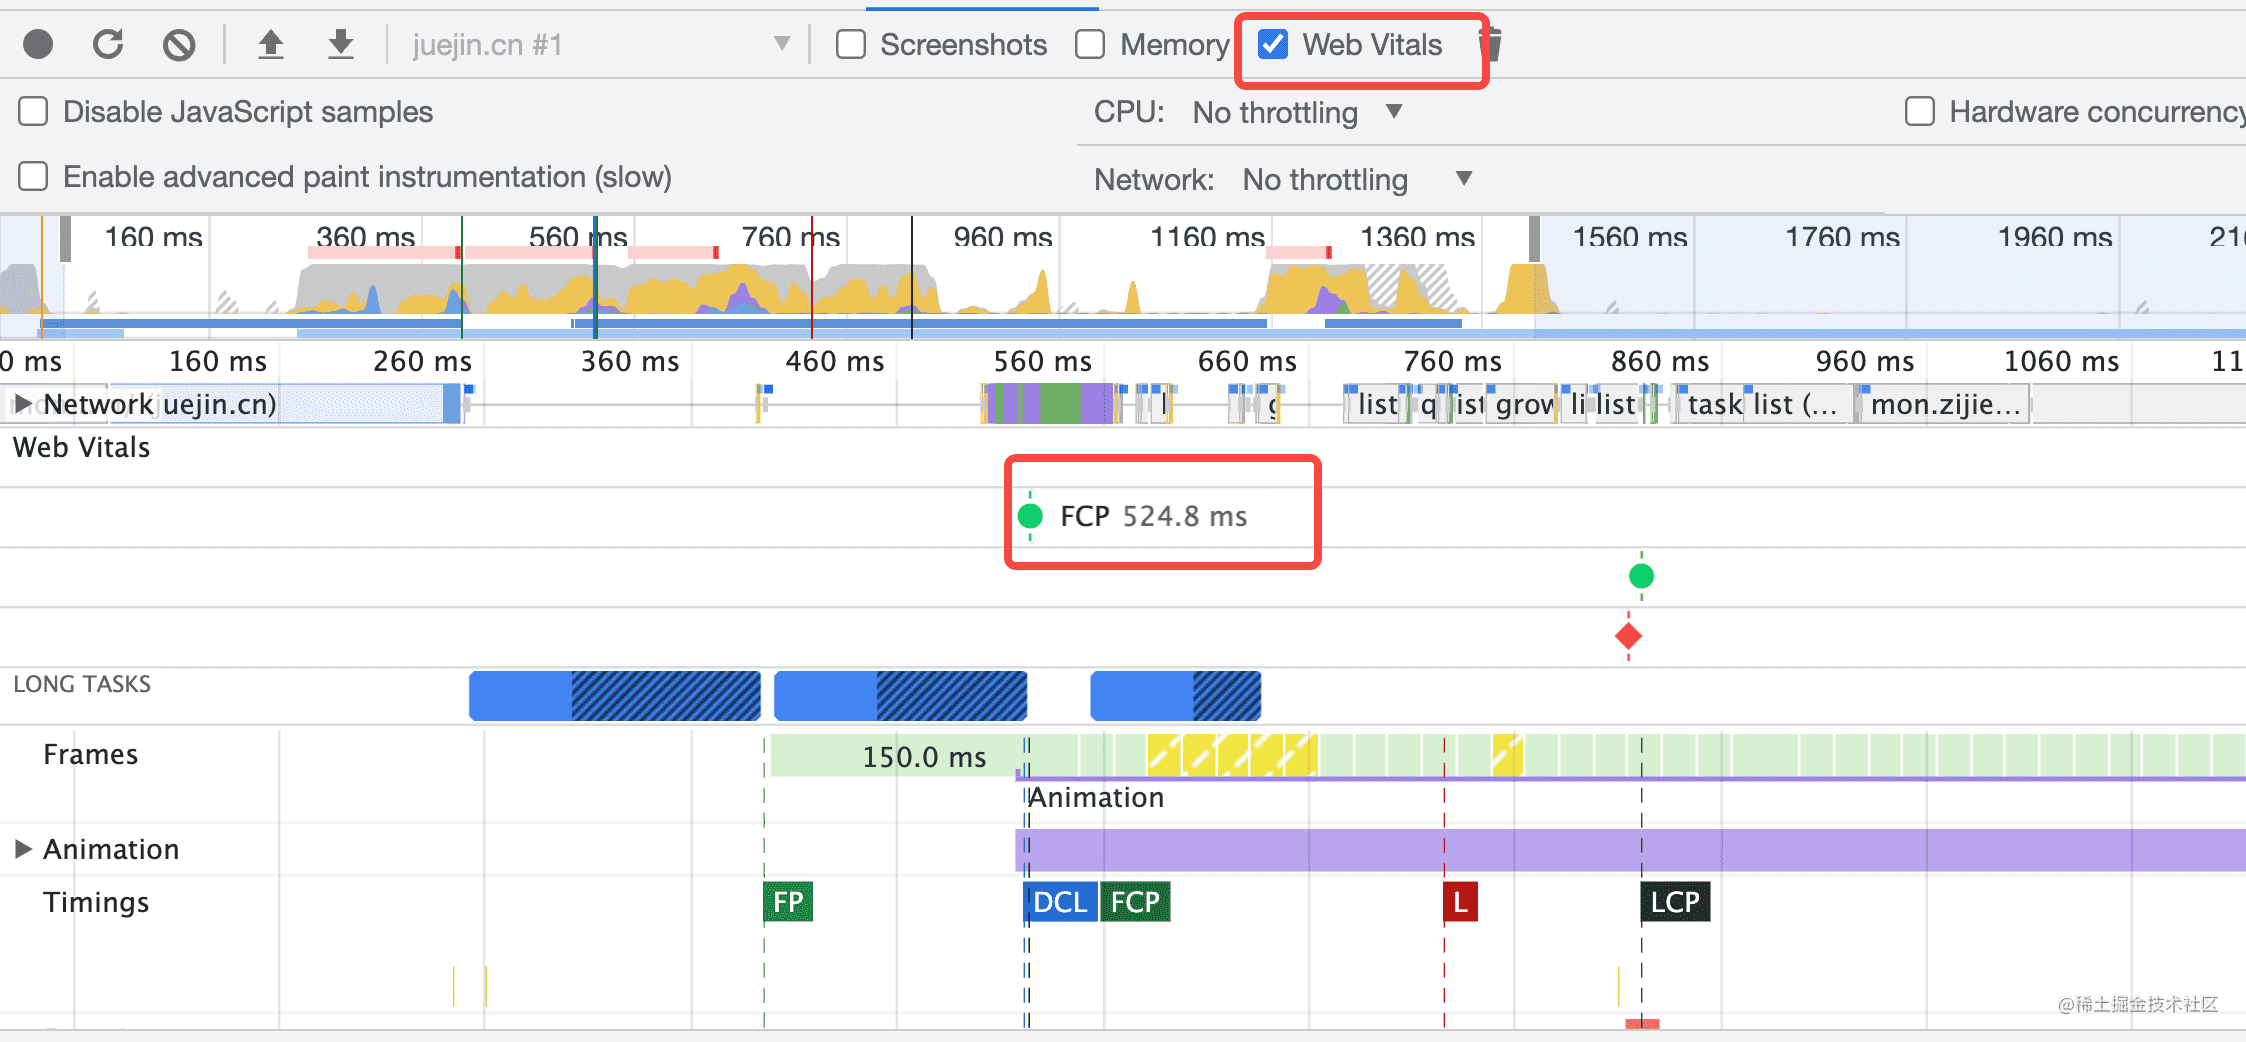 juejin.cn #1 Screenshots Memory Web Vitals
Disable JavaScript samples CPU: No throttling Hardware concurrency
Enable advanced paint instrumentation (slow) Network: No throttling
160 ms 360 ms 560 ms 760 ms 960 ms 1160 ms 1360 ms 1560 ms 1760 ms 1960 ms
0 ms 160 ms 260 ms 360 ms 460 ms 560 ms 660 ms 760 ms 860 ms 960 ms 1060 ms 11
Network juejin.cn) list q ist grow li list task list (... mon.zijie...
Web Vitals
FCP 524.8 ms
LONG TASKS
Frames 150.0 ms
Animation
Animation
Timings FP DCL FCP L LCP
@稀土掘金技术社区